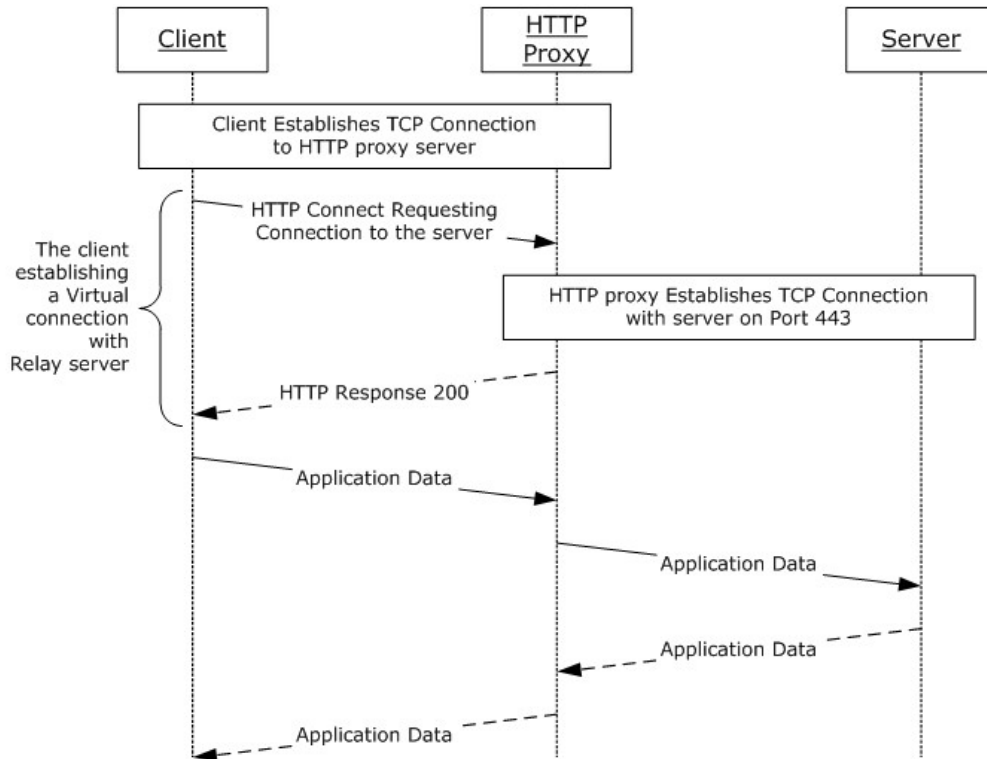 Client
HTTP
Proxy
Server
Client Establishes TCP Connection
to HTTP proxy server
HTTP Connect Requesting
Connection to the server
The client
establishing
a Virtual
connection
with
Relay server
HTTP proxy Establishes TCP Connection
with server on Port 443
HTTP Response 200
Application Data
Application Data
Application Data
Application Data